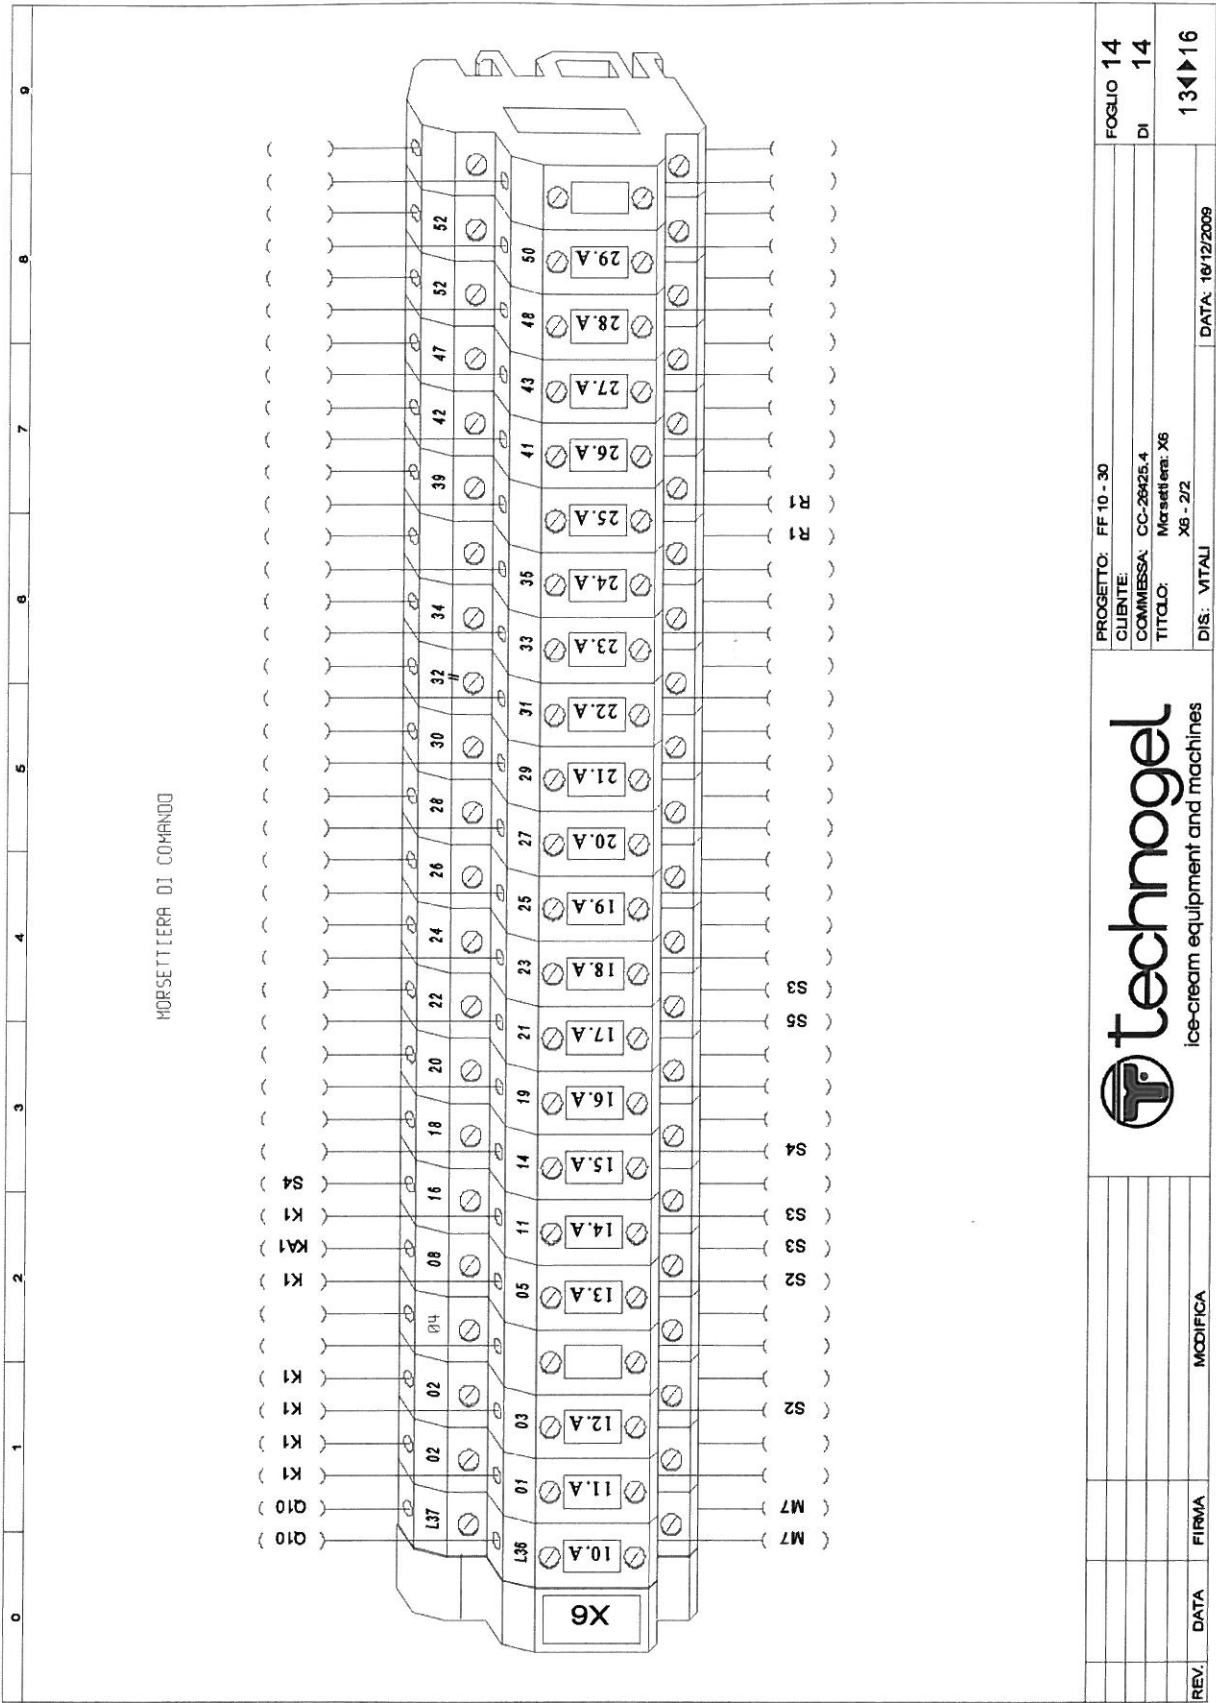 0 1 2 3 4 5 6 7 8 9
MORSETTIERA DI COMANDO
Q10 Q10 K1 K1 K1 K1 K1 KA1 K1 S4
L37 02 02 04 08 16 18 20 22 24 26 28 30 32 34 39 42 47 52 52
L36 01 03 05 11 14 19 21 23 25 27 29 31 33 35 41 43 48 50
X6 10.A 11.A 12.A 13.A 14.A 15.A 16.A 17.A 18.A 19.A 20.A 21.A 22.A 23.A 24.A 25.A 26.A 27.A 28.A 29.A
M7 M7 S2 S2 S3 S3 S4 S5 S3 R1 R1
REV. DATA FIRMA MODIFICA
technogel
ice-cream equipment and machines
PROGETTO: FF 10 - 30
CLIENTE:
COMMESSA: CC-26425.4
TITOLO: Morsettiera: X6
X6 - 2/2
DIS.: VITALI DATA: 16/12/2009
FOGLIO 14
DI 14
13 16